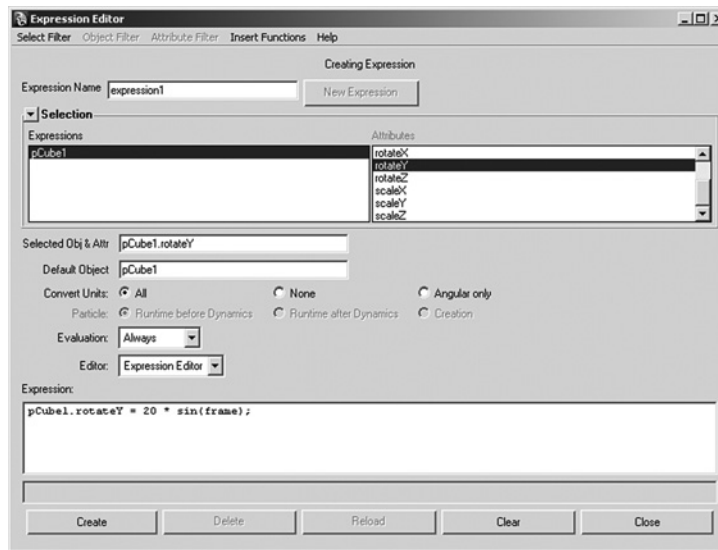 Expression Editor
Select Filter Object Filter Attribute Filter Insert Functions Help
Creating Expression
Expression Name expression1 New Expression
Selection
Expressions Attributes
pCube1 rotateX
rotateY
rotateZ
scaleX
scaleY
scaleZ
Selected Obj & Attr pCube1.rotateY
Default Object pCube1
Convert Units: All None Angular only
Particle: Runtime before Dynamics Runtime after Dynamics Creation
Evaluation: Always
Editor: Expression Editor
Expression:
pCube1.rotateY = 20 * sin(frame);
Create Delete Reload Clear Close